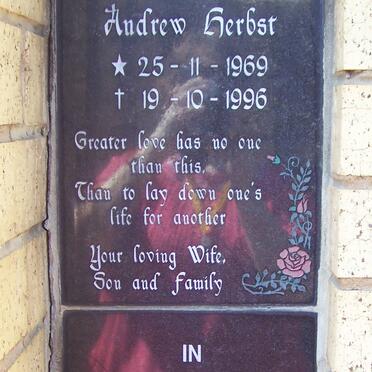 Andrew Herbst
★ 25 - 11 - 1969
† 19 - 10 - 1996
Greater love has no one
than this,
Than to lay down one's
life for another
Your loving Wife,
Son and Family
IN